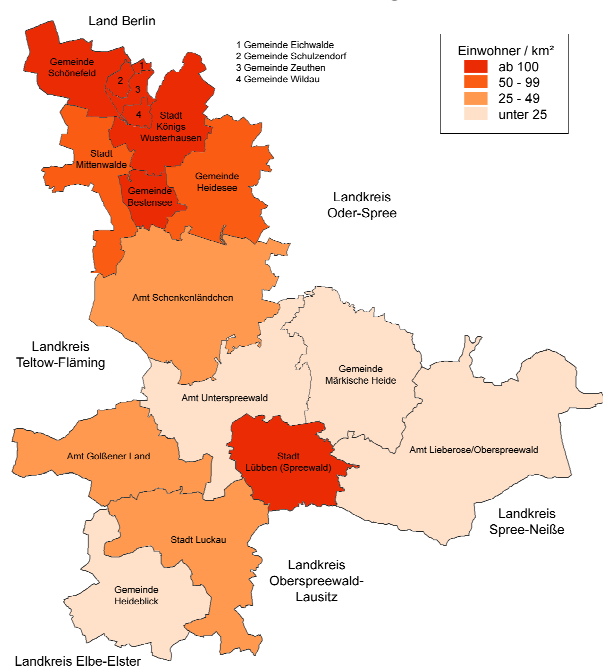 Land Berlin
1 Gemeinde Eichwalde
2 Gemeinde Schulzendorf
3 Gemeinde Zeuthen
4 Gemeinde Wildau
Einwohner / km²
ab 100
50 - 99
25 - 49
unter 25
Gemeinde
Schönefeld
1
2
3
4
Stadt
Königs
Wusterhausen
Stadt
Mittenwalde
Gemeinde
Heidesee
Gemeinde
Bestensee
Landkreis
Oder-Spree
Amt Schenkenländchen
Landkreis
Teltow-Fläming
Gemeinde
Märkische Heide
Amt Unterspreewald
Amt Golßener Land
Stadt
Lübben (Spreewald)
Amt Lieberose/Oberspreewald
Landkreis
Spree-Neiße
Stadt Luckau
Landkreis
Oberspreewald-
Lausitz
Gemeinde
Heideblick
Landkreis Elbe-Elster